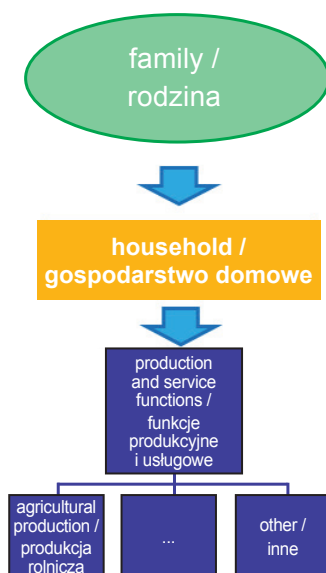 family /
rodzina
household /
gospodarstwo domowe
production
and service
functions /
funkcje
produkcyjne
i usługowe
agricultural
production /
produkcja
rolnicza
...
other /
inne